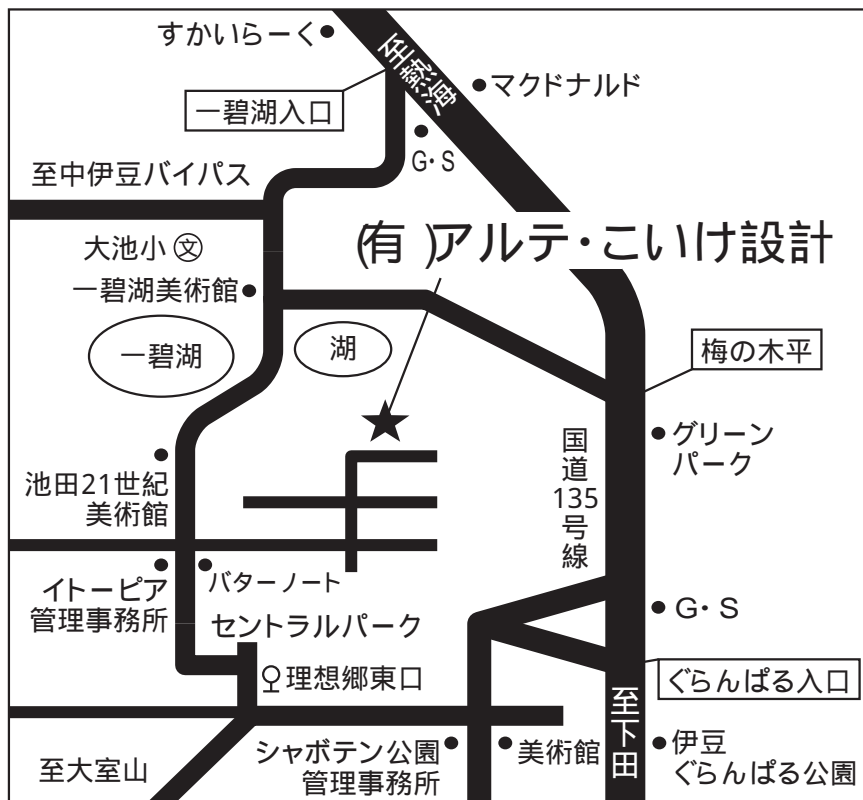 すかいらーく
至熱海
マクドナルド
一碧湖入口
G・S
至中伊豆バイパス
大池小 文
(有)アルテ・こいけ設計
一碧湖美術館
一碧湖
湖
梅の木平
国道135号線
グリーン
パーク
池田21世紀
美術館
イトーピア
管理事務所
バターノート
セントラルパーク
G・S
理想郷東口
ぐらんぱる入口
至下田
至大室山
シャボテン公園
管理事務所
美術館
伊豆
ぐらんぱる公園